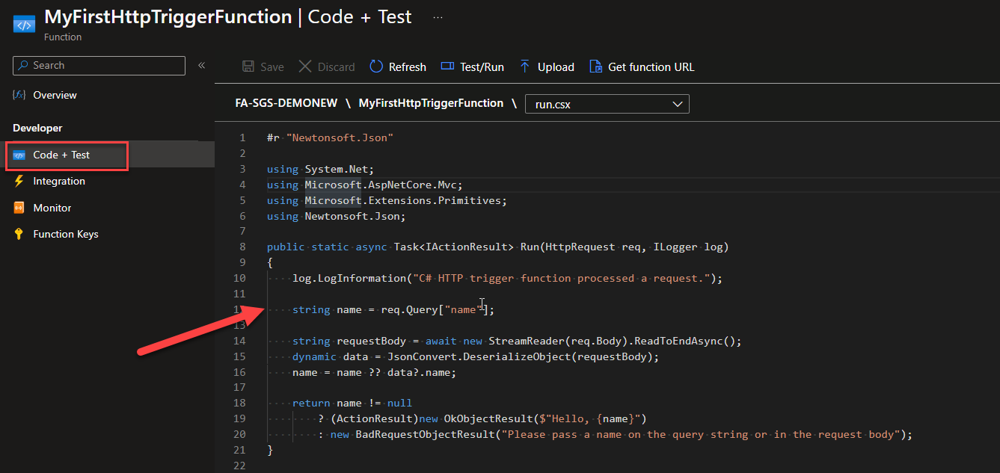 MyFirstHttpTriggerFunction | Code + Test ...
Function
Search «
Save Discard Refresh Test/Run Upload Get function URL
Overview
Developer
Code + Test
Integration
Monitor
Function Keys
FA-SGS-DEMONEW \ MyFirstHttpTriggerFunction \ run.csx
1 #r "Newtonsoft.Json"
2
3 using System.Net;
4 using Microsoft.AspNetCore.Mvc;
5 using Microsoft.Extensions.Primitives;
6 using Newtonsoft.Json;
7
8 public static async Task<IActionResult> Run(HttpRequest req, ILogger log)
9 {
10 log.LogInformation("C# HTTP trigger function processed a request.");
11
12 string name = req.Query["name"];
13
14 string requestBody = await new StreamReader(req.Body).ReadToEndAsync();
15 dynamic data = JsonConvert.DeserializeObject(requestBody);
16 name = name ?? data?.name;
17
18 return name != null
19 ? (ActionResult)new OkObjectResult($"Hello, {name}")
20 : new BadRequestObjectResult("Please pass a name on the query string or in the request body");
21 }
22